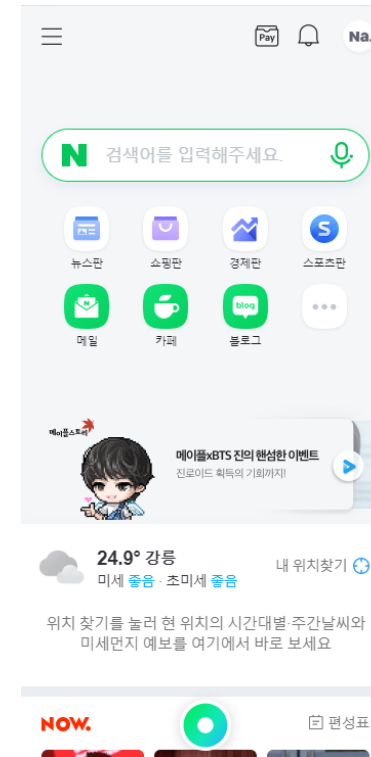 Pay
Na.
N 검색어를 입력해주세요.
뉴스판 쇼핑판 경제판 스포츠판
blog
메일 카페 블로그
메이플스토리
메이플xBTS 진의 핸섬한 이벤트
진로이드 획득의 기회까지!
24.9° 강릉
미세 좋음 · 초미세 좋음
내 위치찾기
위치 찾기를 눌러 현 위치의 시간대별·주간날씨와
미세먼지 예보를 여기에서 바로 보세요
NOW. 편성표